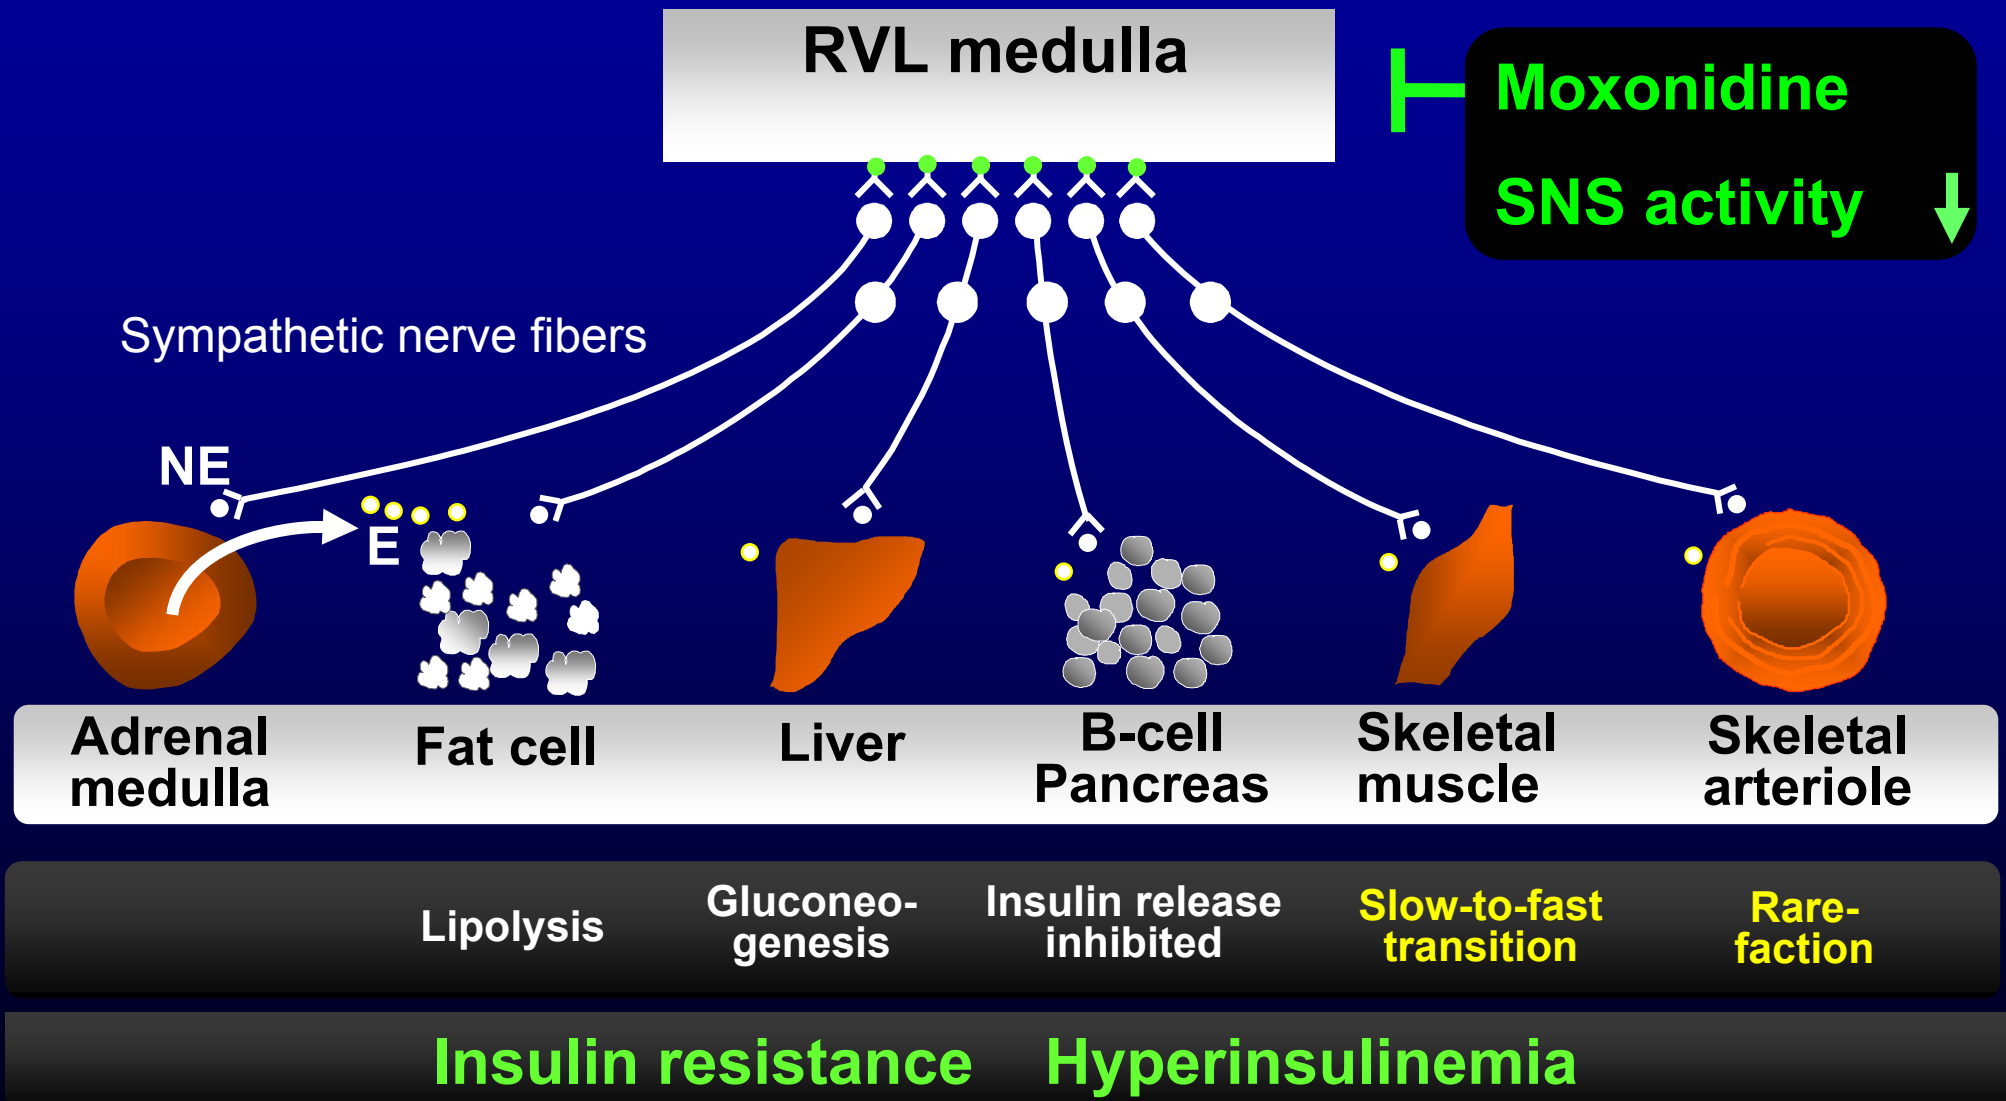 RVL medulla
Moxonidine
SNS activity
Sympathetic nerve fibers
NE
E
Adrenal
medulla
Fat cell
Liver
B-cell
Pancreas
Skeletal
muscle
Skeletal
arteriole
Lipolysis
Gluconeo-
genesis
Insulin release
inhibited
Slow-to-fast
transition
Rare-
faction
Insulin resistance Hyperinsulinemia